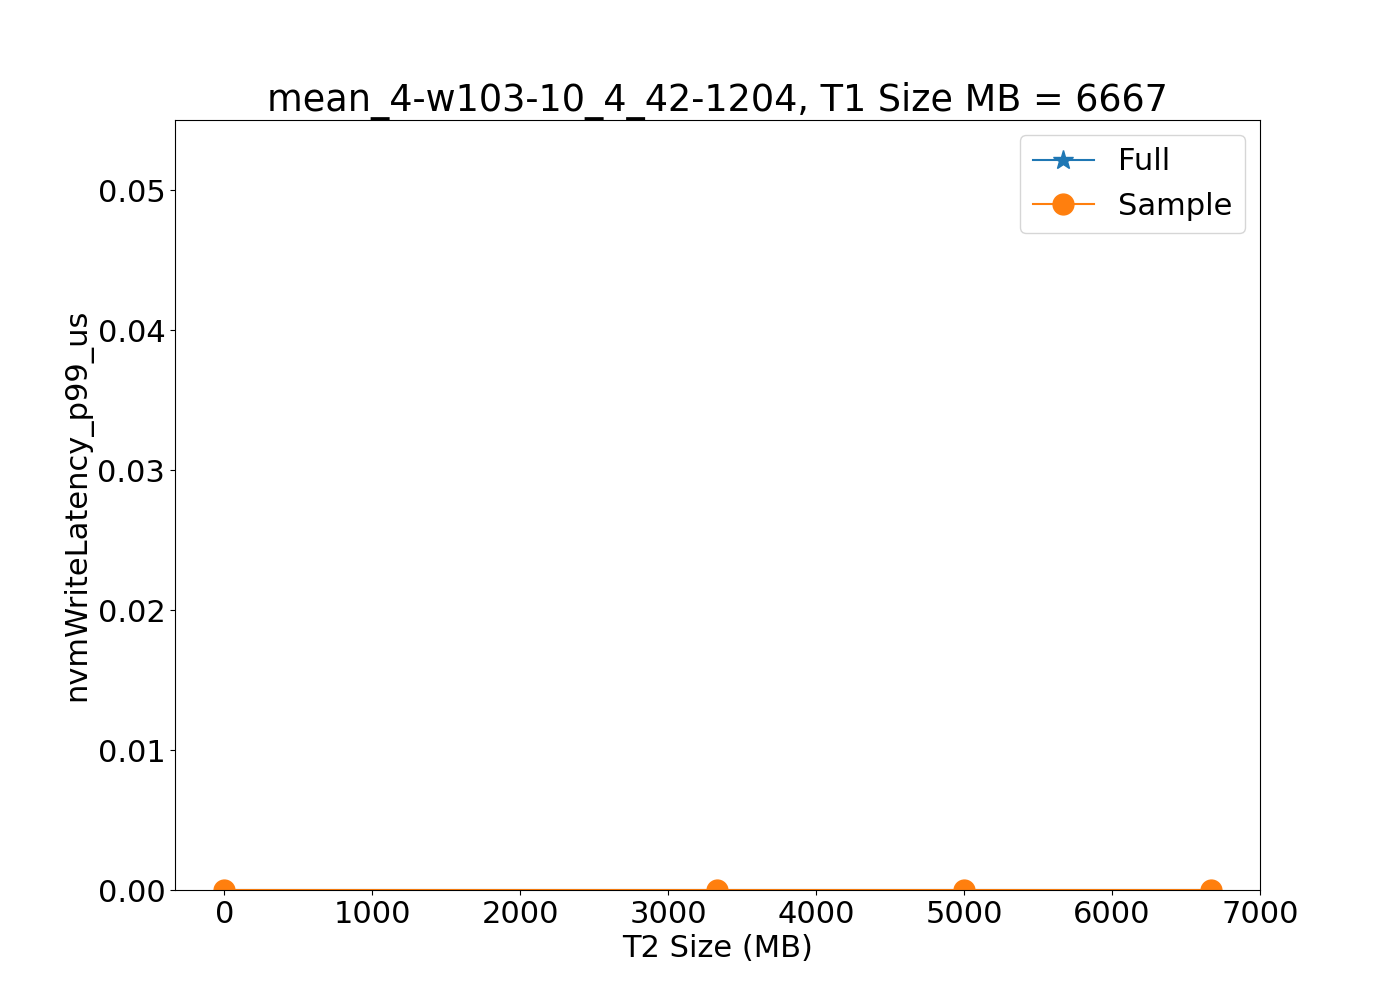 mean_4-w103-10_4_42-1204, T1 Size MB = 6667
Full
Sample
nvmWriteLatency_p99_us
0.05
0.04
0.03
0.02
0.01
0.00
0 1000 2000 3000 4000 5000 6000 7000
T2 Size (MB)